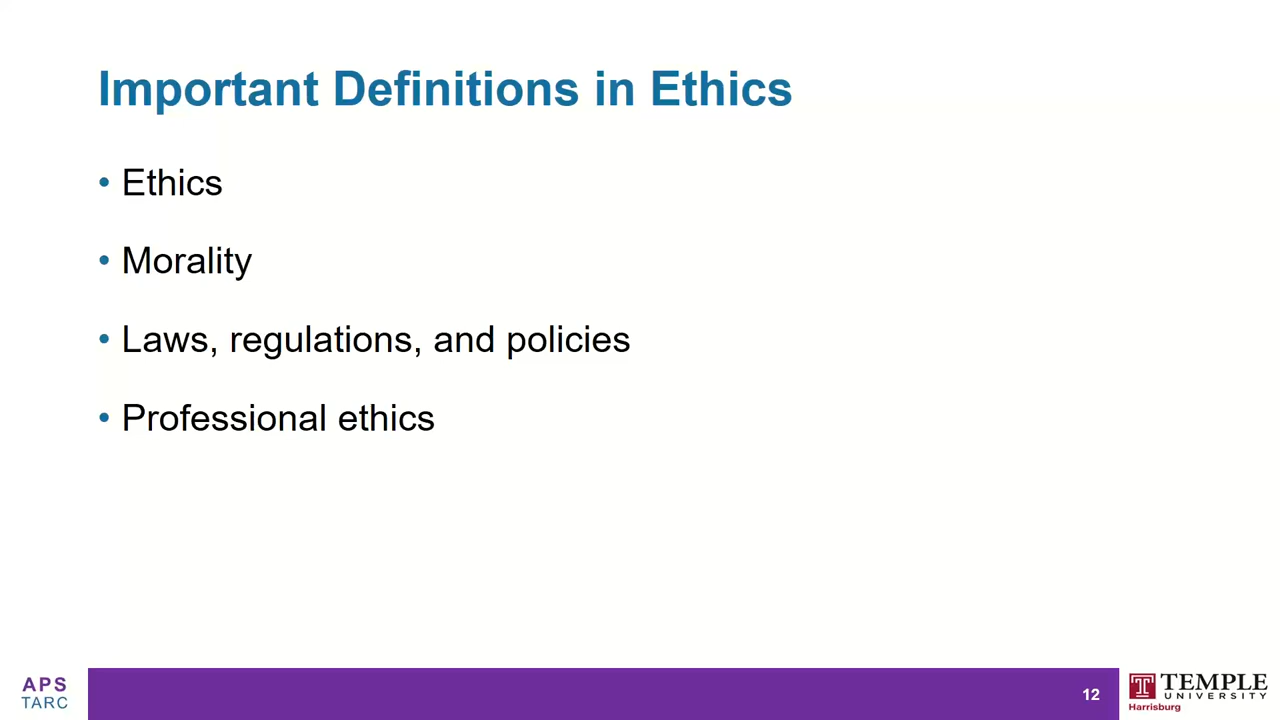 Important Definitions in Ethics
• Ethics
• Morality
• Laws, regulations, and policies
• Professional ethics
APS
TARC
12
TEMPLE
UNIVERSITY
Harrisburg